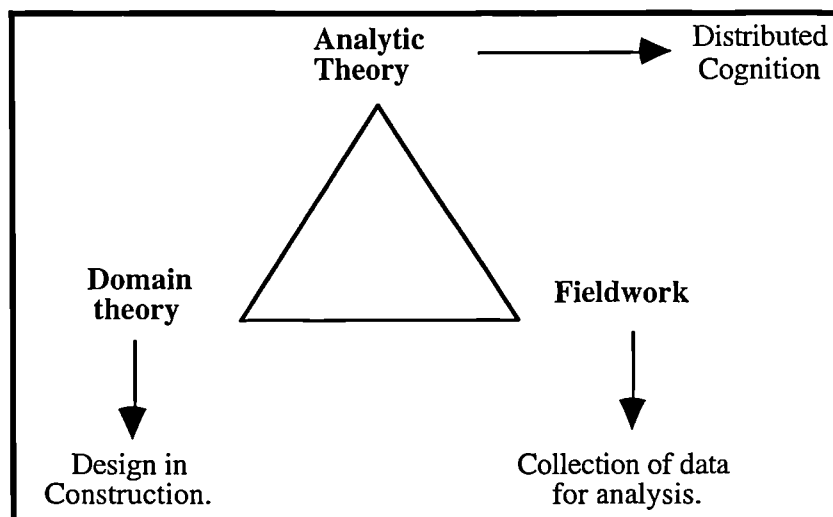 Analytic
Theory
Distributed
Cognition
Domain
theory
Fieldwork
Design in
Construction.
Collection of data
for analysis.